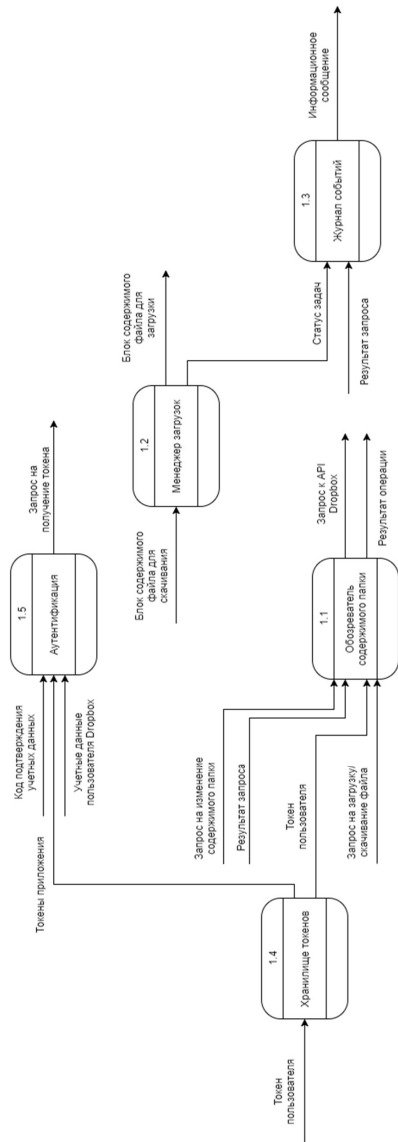 Код подтверждения
учетных данных
Токены приложения
Учетные данные
пользователя Dropbox
1.5
Аутентификация
Запрос на
получение токена
Блок содержимого
файла для
скачивания
1.2
Менеджер загрузок
Блок содержимого
файла для
загрузки
Статус задач
Результат запроса
1.3
Журнал событий
Информационное
сообщение
Токен
пользователя
1.4
Хранилище токенов
Запрос на изменение
содержимого папки
Результат запроса
Токен
пользователя
Запрос на загрузку/
скачивание файла
1.1
Обозреватель
содержимого папки
Запрос к API
Dropbox
Результат операции